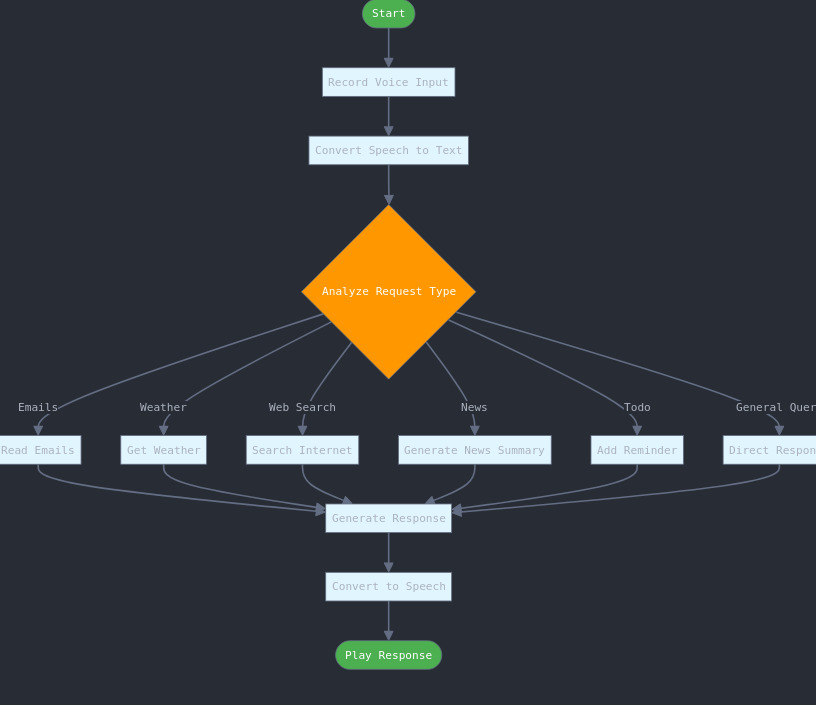 Start
Record Voice Input
Convert Speech to Text
Analyze Request Type
Emails
Weather
Web Search
News
Todo
General Quer
Read Emails
Get Weather
Search Internet
Generate News Summary
Add Reminder
Direct Respon
Generate Response
Convert to Speech
Play Response